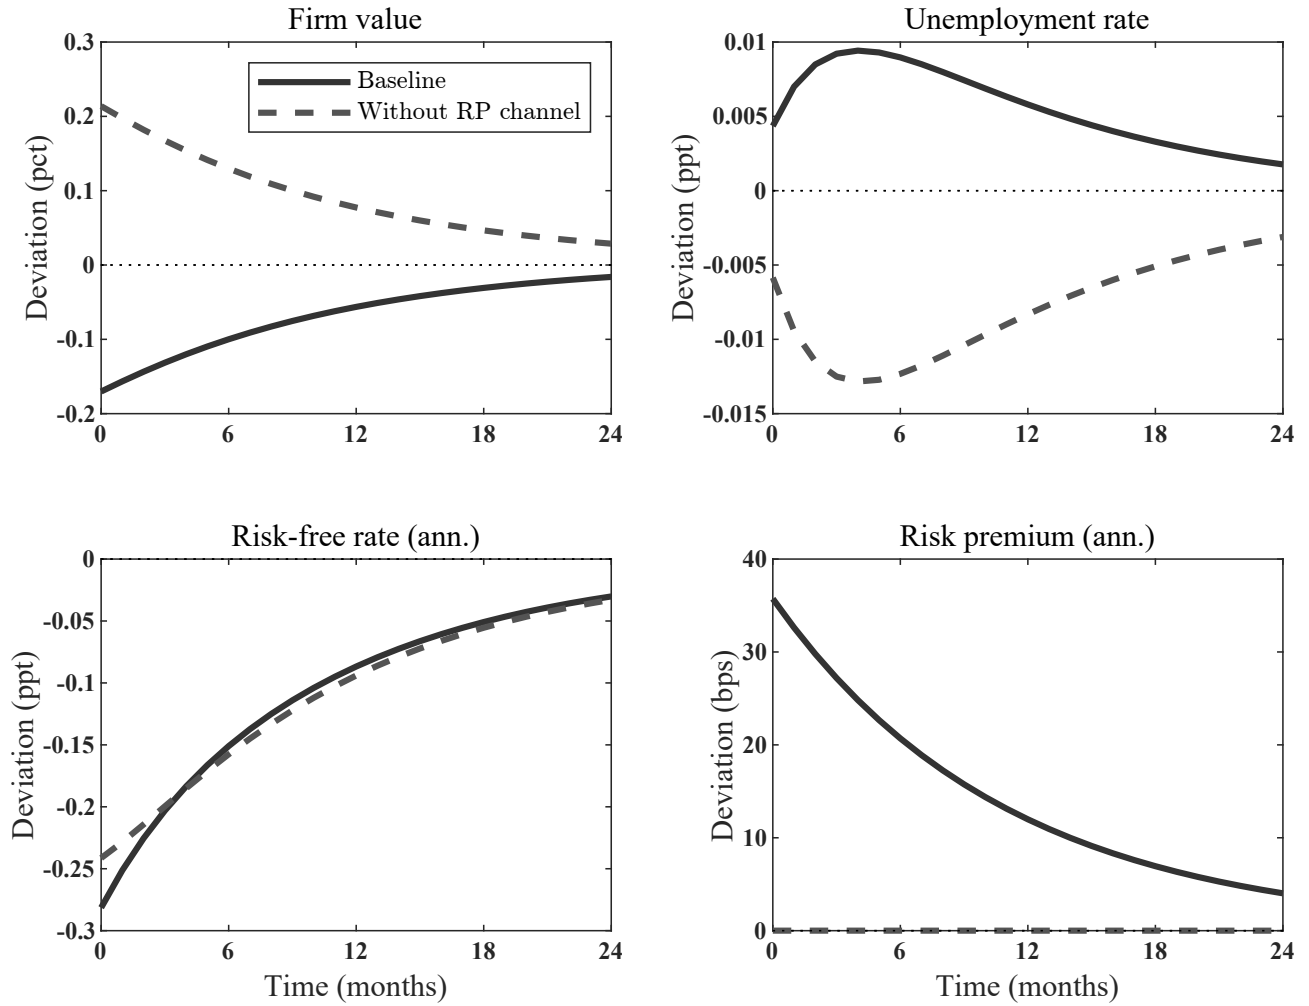 Firm value
0.3
0.2
0.1
0
-0.1
-0.2
Deviation (pct)
Baseline
Without RP channel
0 6 12 18 24
Unemployment rate
0.01
0.005
0
-0.005
-0.01
-0.015
Deviation (ppt)
0 6 12 18 24
Risk-free rate (ann.)
0
-0.05
-0.1
-0.15
-0.2
-0.25
-0.3
Deviation (ppt)
0 6 12 18 24
Time (months)
Risk premium (ann.)
40
30
20
10
0
Deviation (bps)
0 6 12 18 24
Time (months)